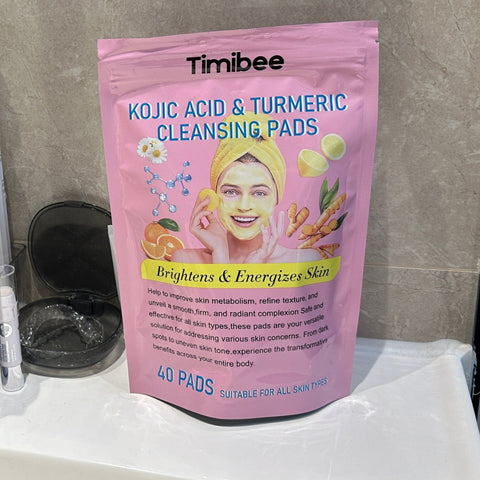 Timibee
KOJIC ACID & TURMERIC
CLEANSING PADS
Brightens & Energizes Skin
Help to improve skin metabolism, refine texture, and
unveil a smooth, firm, and radiant complexion Safe and
effective for all skin types,these pads are your versatile
solution for addressing various skin concerns. From dark
spots to uneven skin tone,experience the transformative
benefits across your entire body.
40 PADS SUITABLE FOR ALL SKIN TYPES